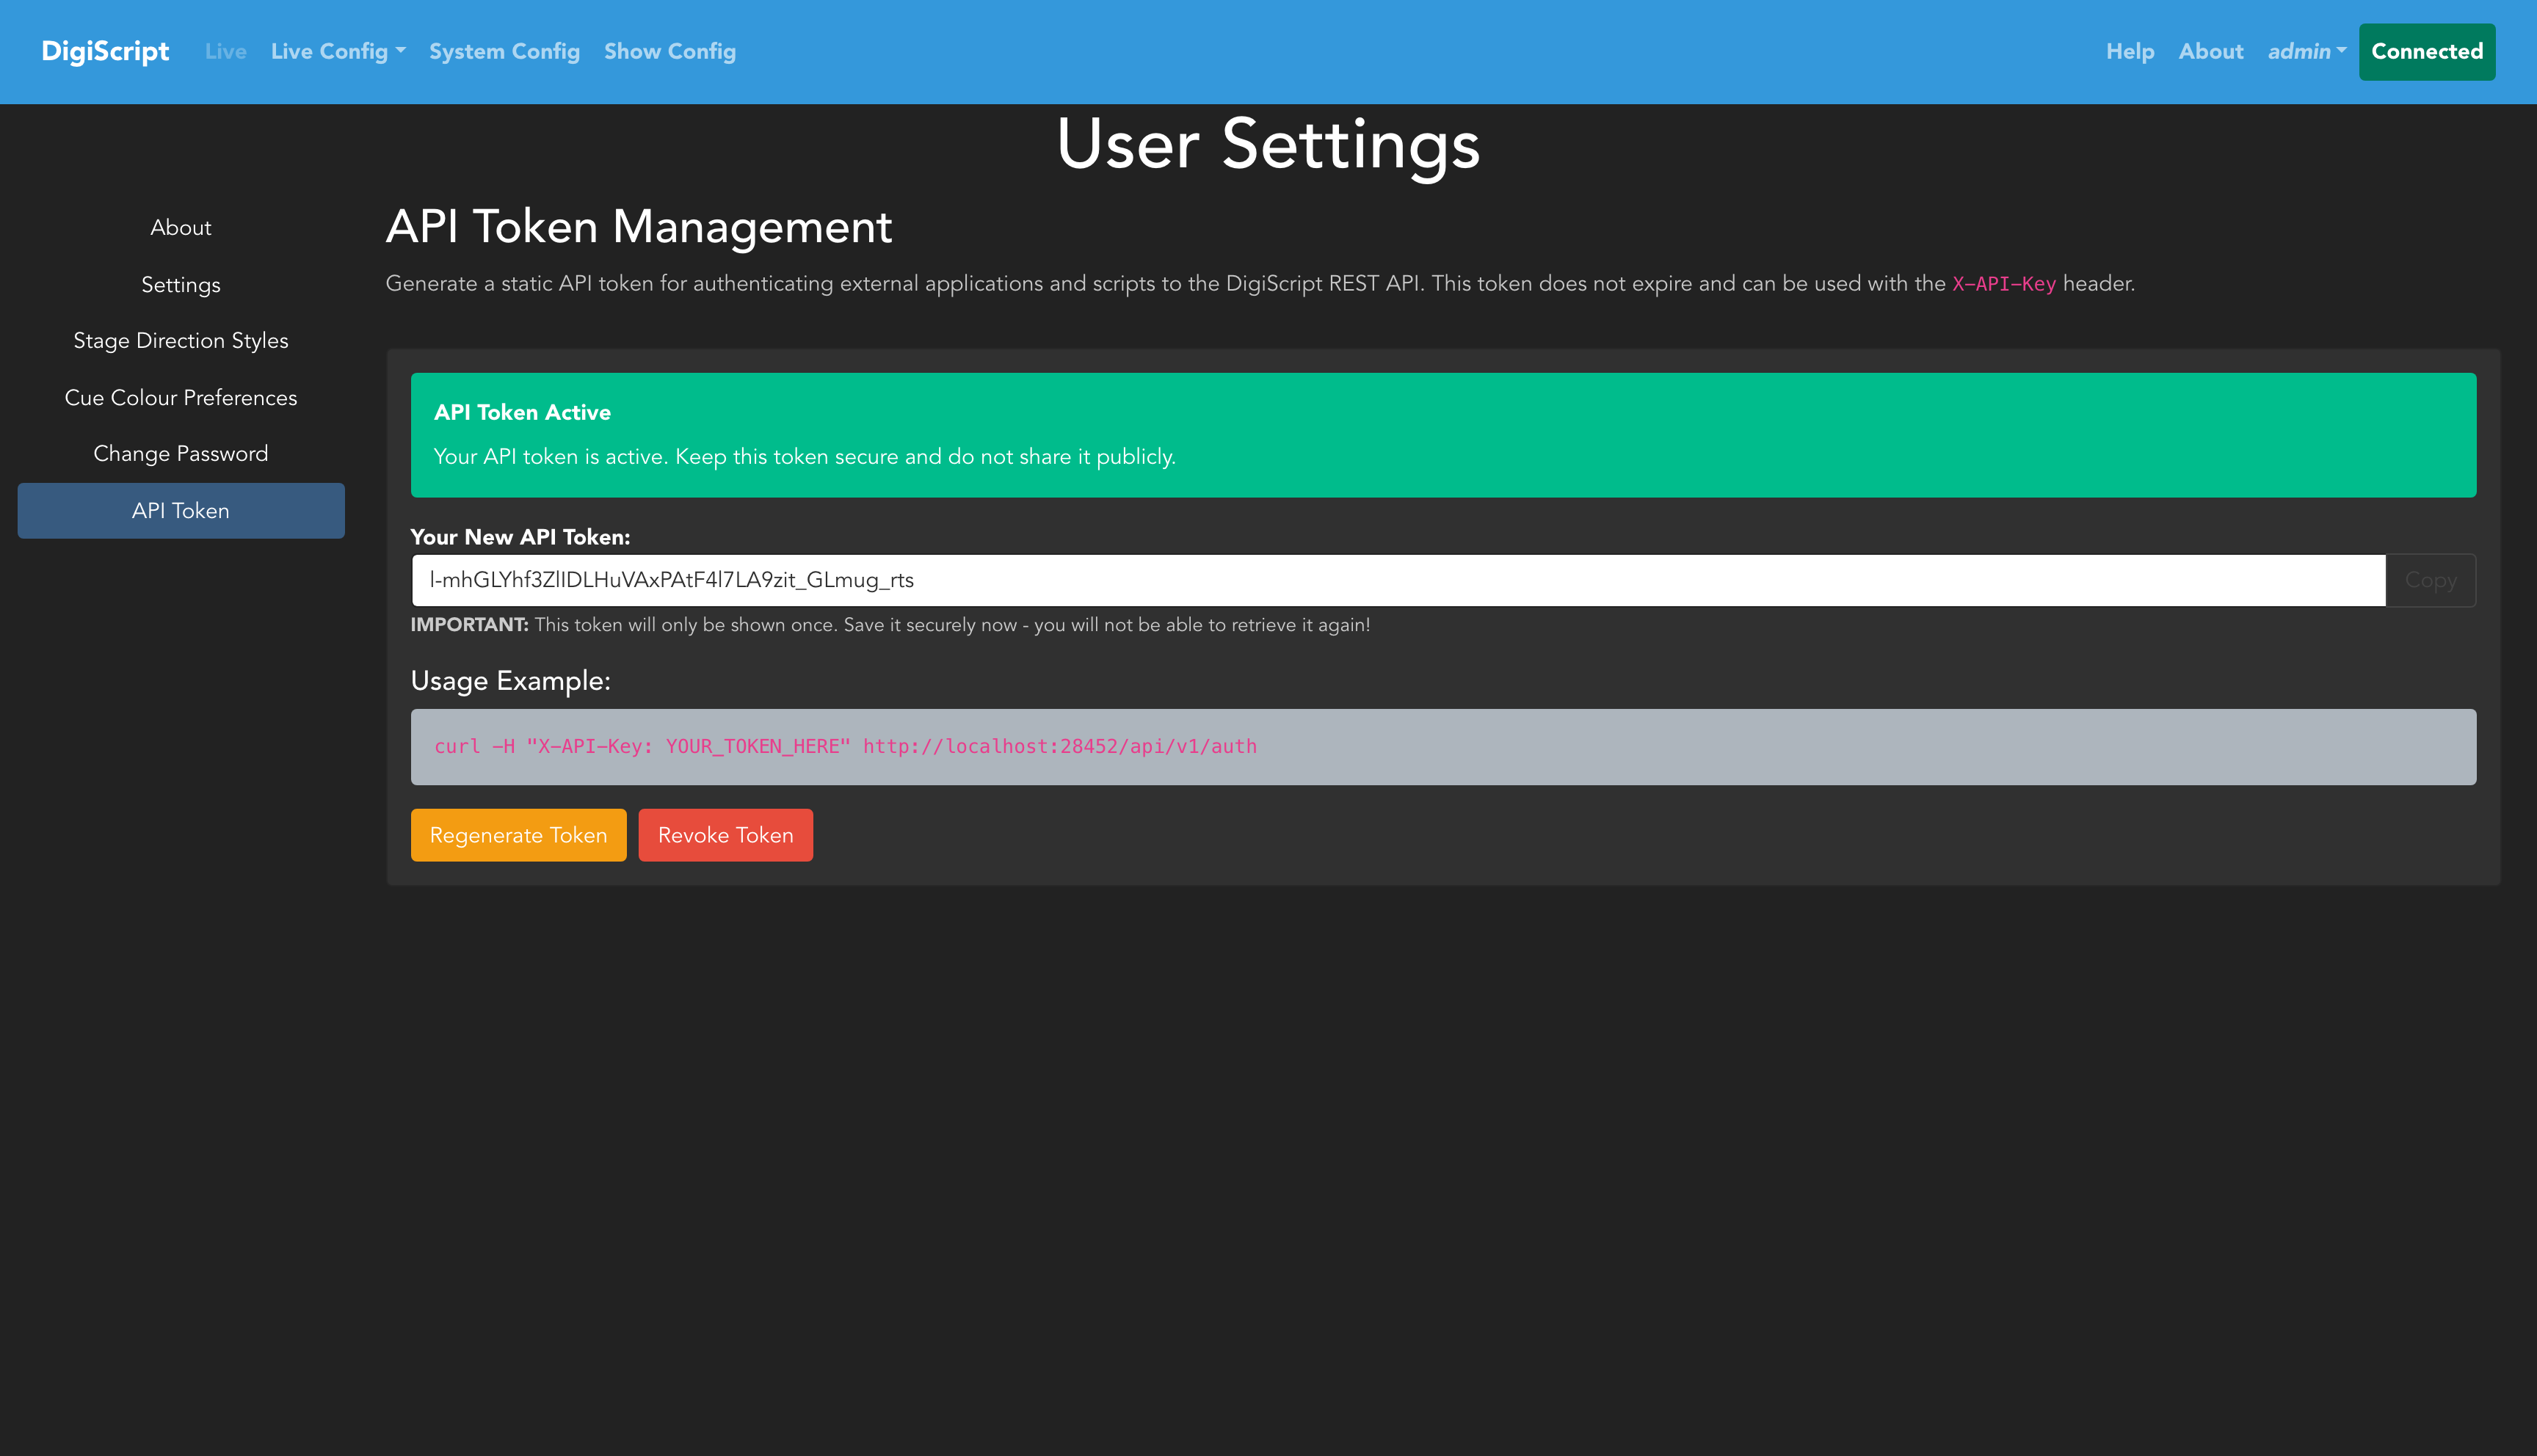 DigiScript Live Live Config System Config Show Config Help About admin Connected
User Settings
About
Settings
Stage Direction Styles
Cue Colour Preferences
Change Password
API Token
API Token Management
Generate a static API token for authenticating external applications and scripts to the DigiScript REST API. This token does not expire and can be used with the X-API-Key header.
API Token Active
Your API token is active. Keep this token secure and do not share it publicly.
Your New API Token:
l-mhGLYhf3ZlIDLHuVAxPAtF4l7LA9zit_GLmug_rts
Copy
IMPORTANT: This token will only be shown once. Save it securely now - you will not be able to retrieve it again!
Usage Example:
curl -H "X-API-Key: YOUR_TOKEN_HERE" http://localhost:28452/api/v1/auth
Regenerate Token Revoke Token